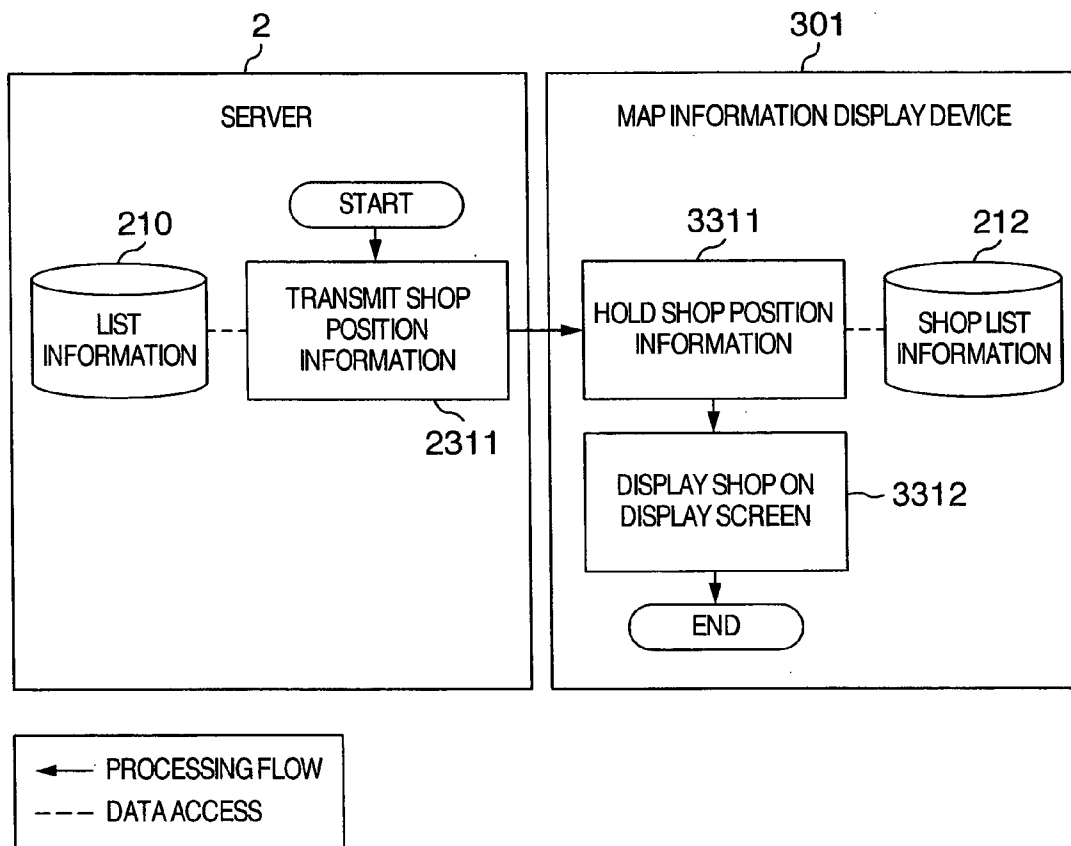 2
301
SERVER
MAP INFORMATION DISPLAY DEVICE
START
210
3311
212
LIST
INFORMATION
TRANSMIT SHOP
POSITION
INFORMATION
HOLD SHOP POSITION
INFORMATION
SHOP LIST
INFORMATION
2311
DISPLAY SHOP ON
DISPLAY SCREEN
3312
END
PROCESSING FLOW
DATA ACCESS